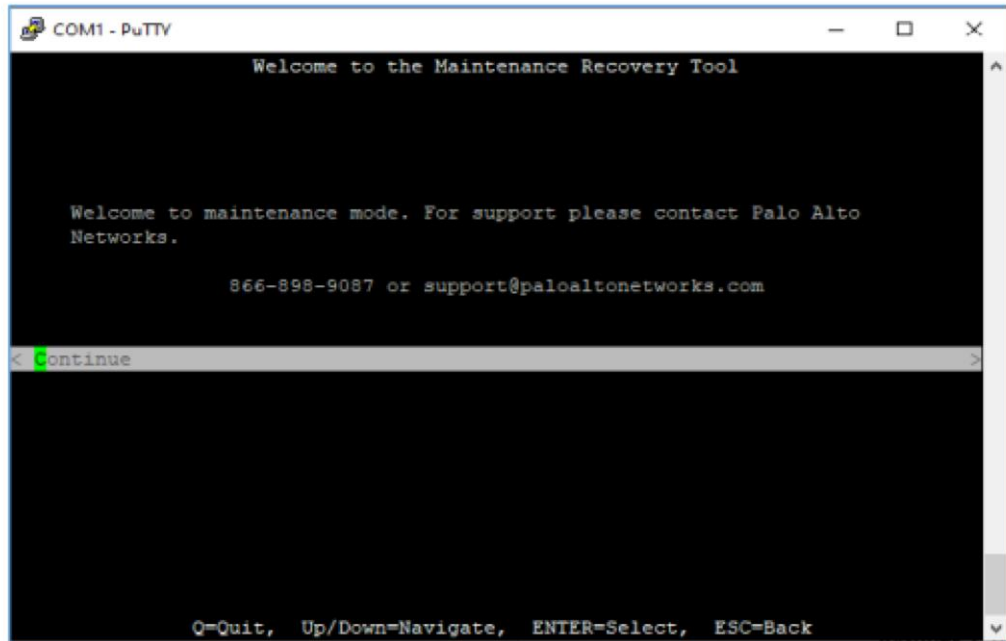 COM1 - PuTTY
Welcome to the Maintenance Recovery Tool
Welcome to maintenance mode. For support please contact Palo Alto
Networks.
866-898-9087 or support@paloaltonetworks.com
< Continue >
Q=Quit, Up/Down=Navigate, ENTER=Select, ESC=Back